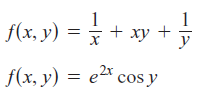 f(x, y) = 1/x + xy + 1/y
f(x, y) = e^{2x} cos y